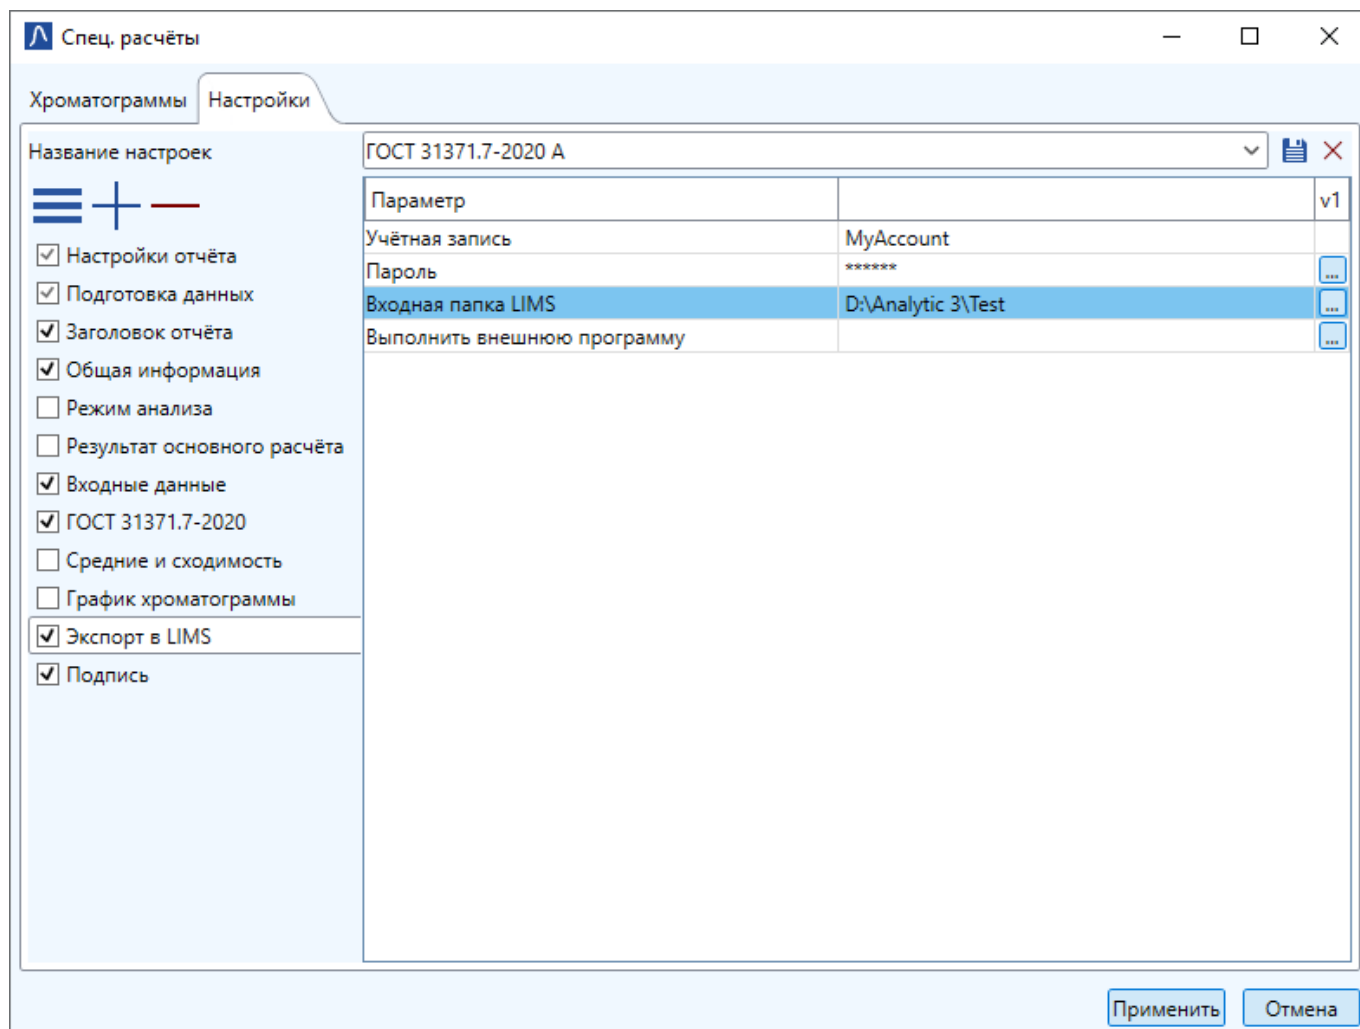 Спец. расчёты
Хроматограммы Настройки
Название настроек ГОСТ 31371.7-2020 А
Параметр v1
Учётная запись MyAccount
Пароль ****** ...
Входная папка LIMS D:\Analytic 3\Test ...
Выполнить внешнюю программу ...
Настройки отчёта
Подготовка данных
Заголовок отчёта
Общая информация
Режим анализа
Результат основного расчёта
Входные данные
ГОСТ 31371.7-2020
Средние и сходимость
График хроматограммы
Экспорт в LIMS
Подпись
Применить Отмена